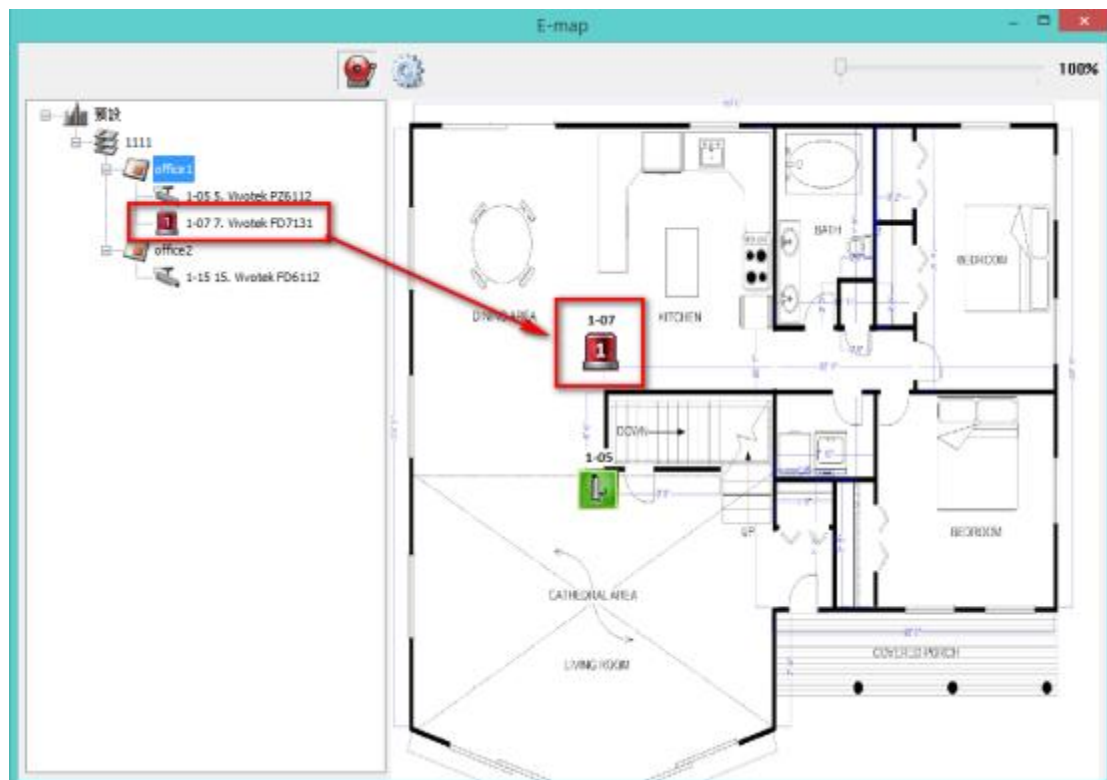 E-map
100%
預設
1111
office1
1-05 5. Vivotek PZ6112
1-07 7. Vivotek FD7131
office2
1-15 15. Vivotek FD6112
BATH
BEDROOM
DINING AREA
1-07
KITCHEN
1
DOWN
1-05
UP
BEDROOM
CATHEDRAL AREA
COVERED PORCH
LIVING ROOM